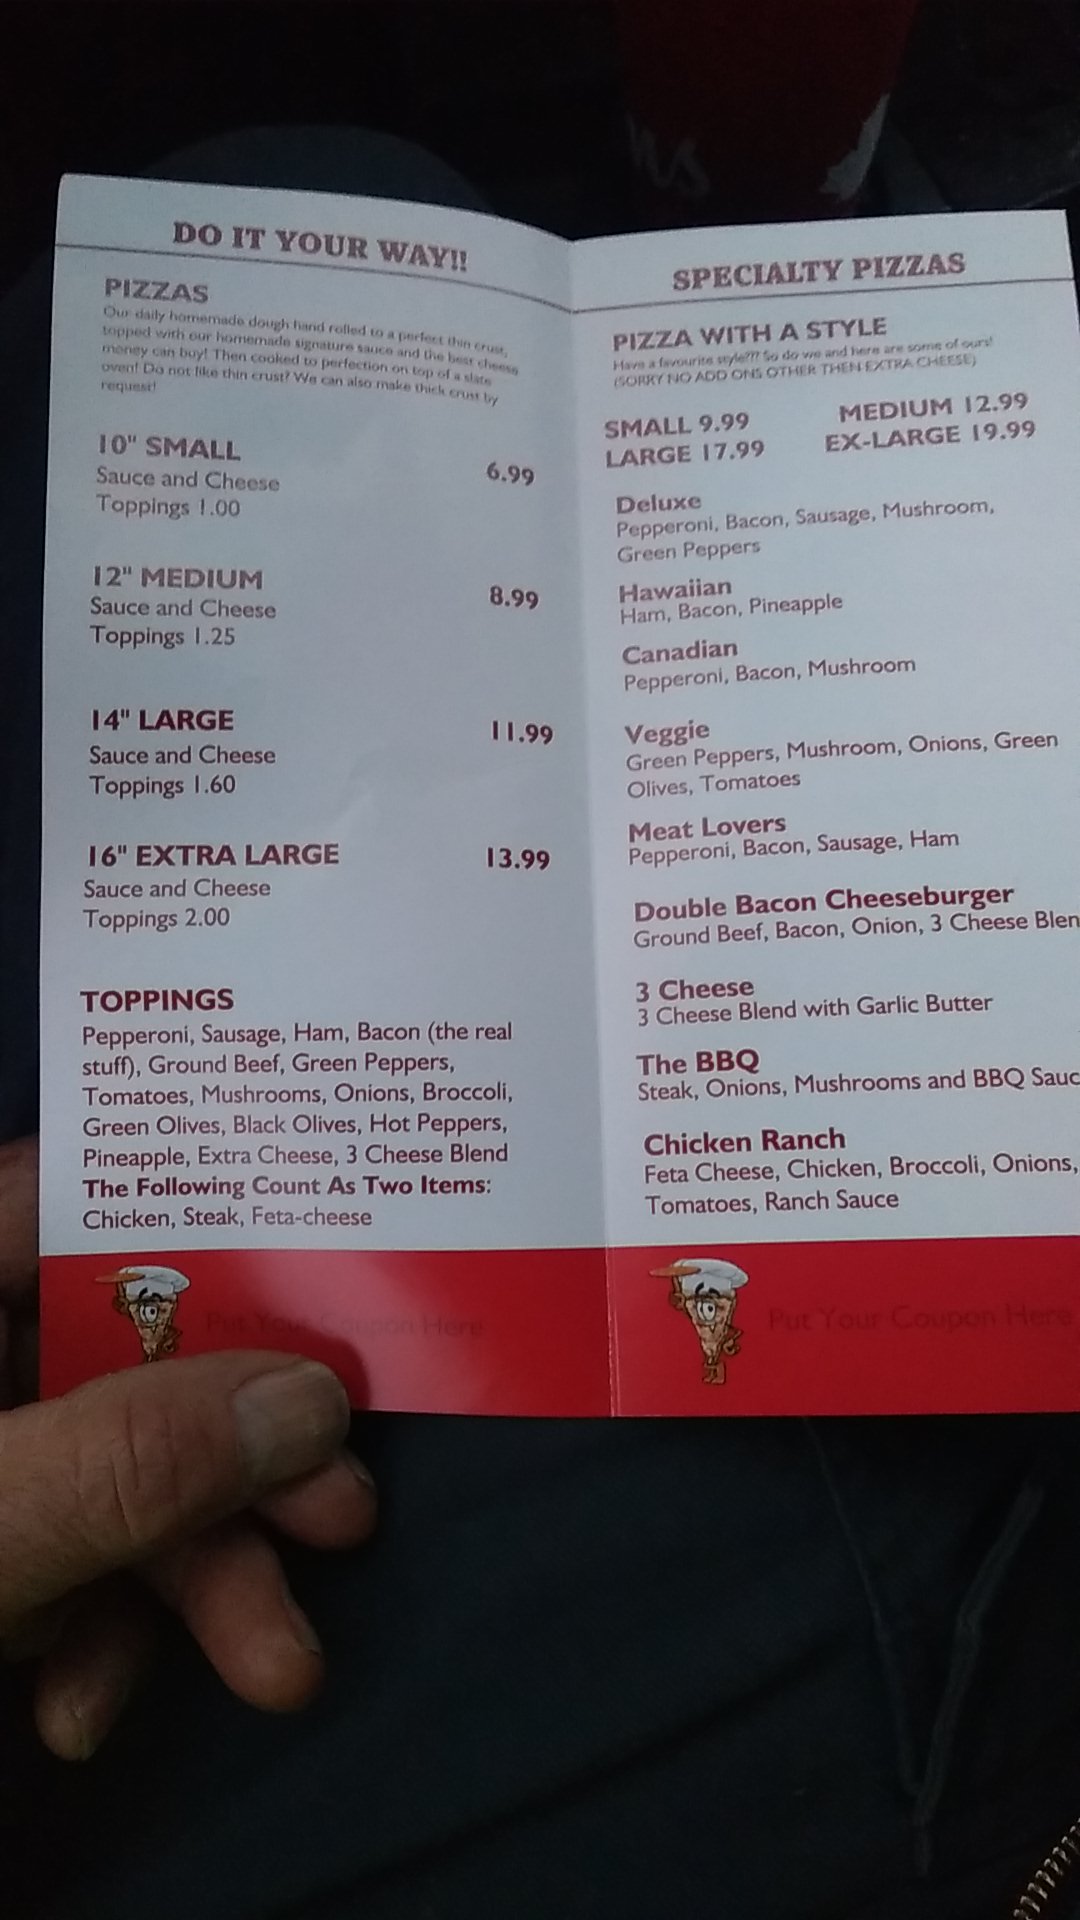 DO IT YOUR WAY!!
PIZZAS
Our daily homemade dough hand rolled to a perfect thin crust,
topped with our homemade signature sauce and the best cheese
money can buy! Then cooked to perfection on top of a slate
oven! Do not like thin crust? We can also make thick crust by
request!
10" SMALL
Sauce and Cheese 6.99
Toppings 1.00
12" MEDIUM
Sauce and Cheese 8.99
Toppings 1.25
14" LARGE 11.99
Sauce and Cheese
Toppings 1.60
16" EXTRA LARGE 13.99
Sauce and Cheese
Toppings 2.00
TOPPINGS
Pepperoni, Sausage, Ham, Bacon (the real
stuff), Ground Beef, Green Peppers,
Tomatoes, Mushrooms, Onions, Broccoli,
Green Olives, Black Olives, Hot Peppers,
Pineapple, Extra Cheese, 3 Cheese Blend
The Following Count As Two Items:
Chicken, Steak, Feta-cheese
Put Your Coupon Here
SPECIALTY PIZZAS
PIZZA WITH A STYLE
Have a favourite style??? So do we and here are some of ours!
(SORRY NO ADD ONS OTHER THEN EXTRA CHEESE)
SMALL 9.99 MEDIUM 12.99
LARGE 17.99 EX-LARGE 19.99
Deluxe
Pepperoni, Bacon, Sausage, Mushroom,
Green Peppers
Hawaiian
Ham, Bacon, Pineapple
Canadian
Pepperoni, Bacon, Mushroom
Veggie
Green Peppers, Mushroom, Onions, Green
Olives, Tomatoes
Meat Lovers
Pepperoni, Bacon, Sausage, Ham
Double Bacon Cheeseburger
Ground Beef, Bacon, Onion, 3 Cheese Blen
3 Cheese
3 Cheese Blend with Garlic Butter
The BBQ
Steak, Onions, Mushrooms and BBQ Sauc
Chicken Ranch
Feta Cheese, Chicken, Broccoli, Onions,
Tomatoes, Ranch Sauce
Put Your Coupon Here